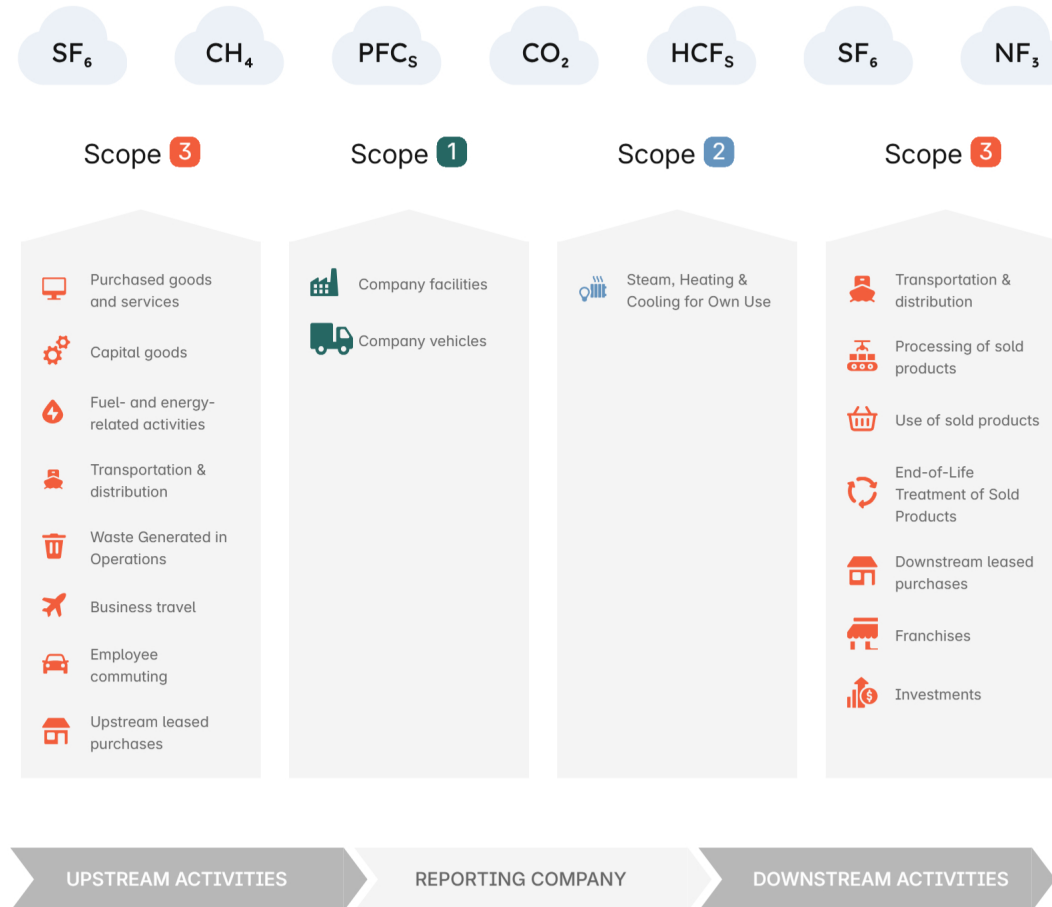 SF₆ CH₄ PFCₛ CO₂ HCFₛ SF₆ NF₃
Scope 3
Purchased goods
and services
Capital goods
Fuel- and energy-
related activities
Transportation &
distribution
Waste Generated in
Operations
Business travel
Employee
commuting
Upstream leased
purchases
Scope 1
Company facilities
Company vehicles
Scope 2
Steam, Heating &
Cooling for Own Use
Scope 3
Transportation &
distribution
Processing of sold
products
Use of sold products
End-of-Life
Treatment of Sold
Products
Downstream leased
purchases
Franchises
$
Investments
UPSTREAM ACTIVITIES
REPORTING COMPANY
DOWNSTREAM ACTIVITIES